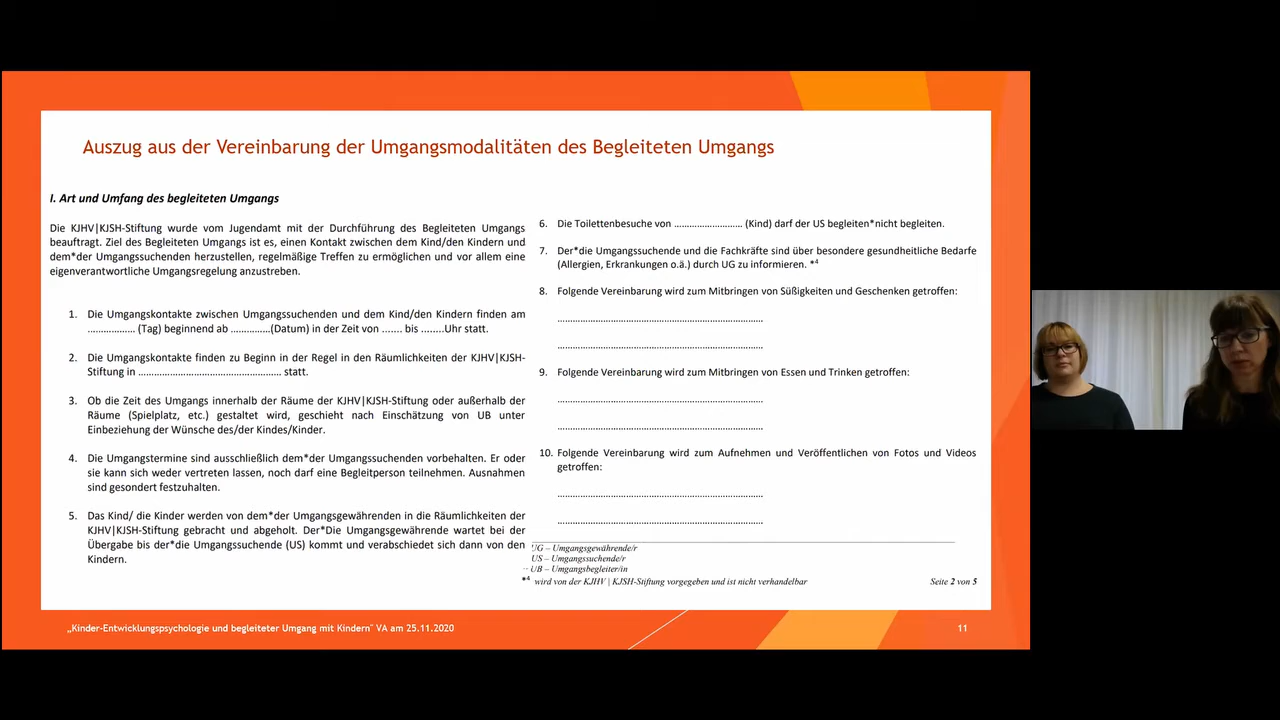 Auszug aus der Vereinbarung der Umgangsmodalitäten des Begleiteten Umgangs
I. Art und Umfang des begleiteten Umgangs
Die KJHV|KJSH-Stiftung wurde vom Jugendamt mit der Durchführung des Begleiteten Umgangs
beauftragt. Ziel des Begleiteten Umgangs ist es, einen Kontakt zwischen dem Kind/den Kindern und
dem*der Umgangssuchenden herzustellen, regelmäßige Treffen zu ermöglichen und vor allem eine
eigenverantwortliche Umgangsregelung anzustreben.
1. Die Umgangskontakte zwischen Umgangssuchenden und dem Kind/den Kindern finden am
.................. (Tag) beginnend ab ...............(Datum) in der Zeit von ....... bis ........Uhr statt.
2. Die Umgangskontakte finden zu Beginn in der Regel in den Räumlichkeiten der KJHV|KJSH-
Stiftung in ...................................................... statt.
3. Ob die Zeit des Umgangs innerhalb der Räume der KJHV|KJSH-Stiftung oder außerhalb der
Räume (Spielplatz, etc.) gestaltet wird, geschieht nach Einschätzung von UB unter
Einbeziehung der Wünsche des/der Kindes/Kinder.
4. Die Umgangstermine sind ausschließlich dem*der Umgangssuchenden vorbehalten. Er oder
sie kann sich weder vertreten lassen, noch darf eine Begleitperson teilnehmen. Ausnahmen
sind gesondert festzuhalten.
5. Das Kind/ die Kinder werden von dem*der Umgangsgewährenden in die Räumlichkeiten der
KJHV|KJSH-Stiftung gebracht und abgeholt. Der*Die Umgangsgewährende wartet bei der
Übergabe bis der*die Umgangssuchende (US) kommt und verabschiedet sich dann von den
Kindern.
6. Die Toilettenbesuche von .......................... (Kind) darf der US begleiten*nicht begleiten.
7. Der*die Umgangssuchende und die Fachkräfte sind über besondere gesundheitliche Bedarfe
(Allergien, Erkrankungen o.ä.) durch UG zu informieren. *4
8. Folgende Vereinbarung wird zum Mitbringen von Süßigkeiten und Geschenken getroffen:
..............................................................................
..............................................................................
9. Folgende Vereinbarung wird zum Mitbringen von Essen und Trinken getroffen:
..............................................................................
..............................................................................
10. Folgende Vereinbarung wird zum Aufnehmen und Veröffentlichen von Fotos und Videos
getroffen:
..............................................................................
..............................................................................
UG – Umgangsgewährende/r
US – Umgangssuchende/r
UB – Umgangsbegleiter/in
*4 wird von der KJHV | KJSH-Stiftung vorgegeben und ist nicht verhandelbar
Seite 2 von 5
„Kinder-Entwicklungspsychologie und begleiteter Umgang mit Kindern" VA am 25.11.2020
11